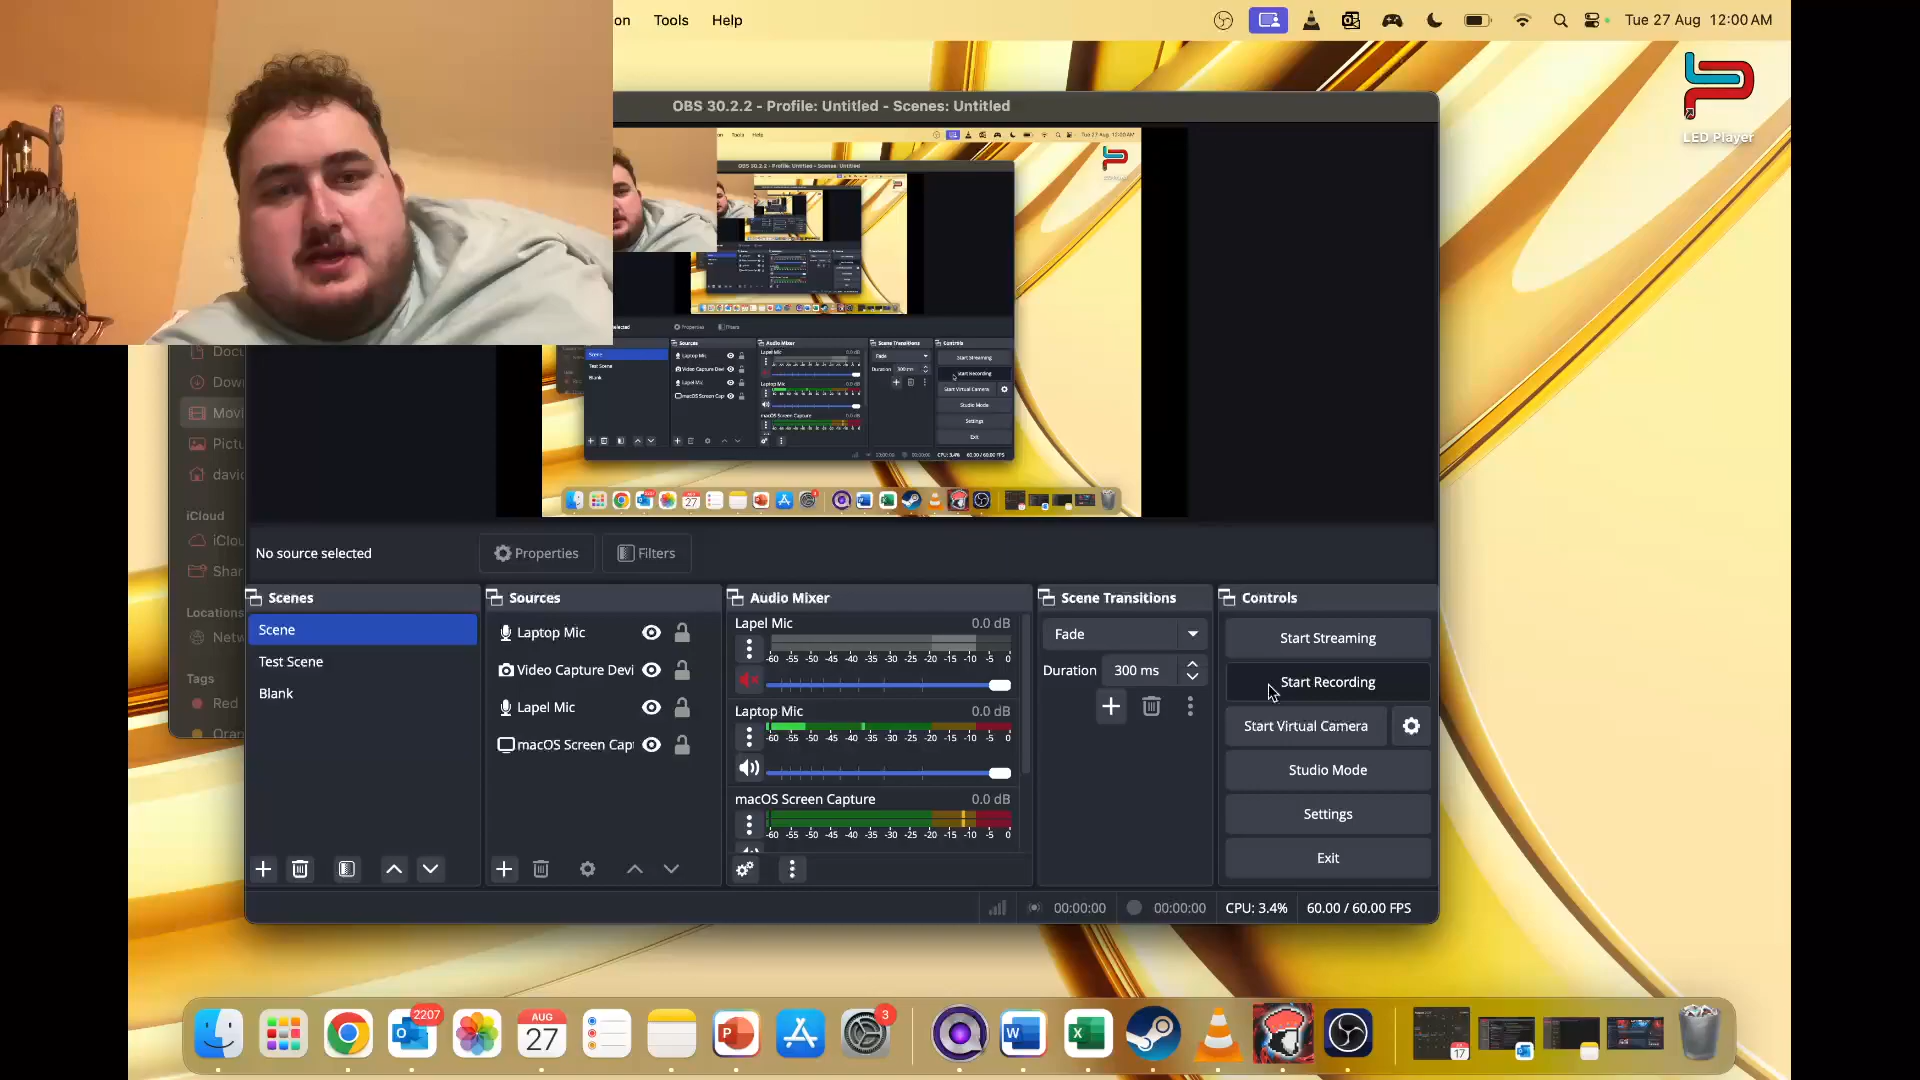 on Tools Help
Tue 27 Aug 12:00 AM
LED Player
OBS 30.2.2 - Profile: Untitled - Scenes: Untitled
Docu
Down
Movi
Pictu
david
iCloud
iClou
Shar
Locations
Netw
Tags
Red
Orang
No source selected
Properties
Filters
Scenes
Scene
Test Scene
Blank
Sources
Laptop Mic
Video Capture Devi
Lapel Mic
macOS Screen Capt
Audio Mixer
Lapel Mic 0.0 dB
-60 -55 -50 -45 -40 -35 -30 -25 -20 -15 -10 -5 0
Laptop Mic 0.0 dB
-60 -55 -50 -45 -40 -35 -30 -25 -20 -15 -10 -5 0
macOS Screen Capture 0.0 dB
-60 -55 -50 -45 -40 -35 -30 -25 -20 -15 -10 -5 0
Scene Transitions
Fade
Duration 300 ms
Controls
Start Streaming
Start Recording
Start Virtual Camera
Studio Mode
Settings
Exit
00:00:00 00:00:00 CPU: 3.4% 60.00 / 60.00 FPS
2207
AUG
27
3
17